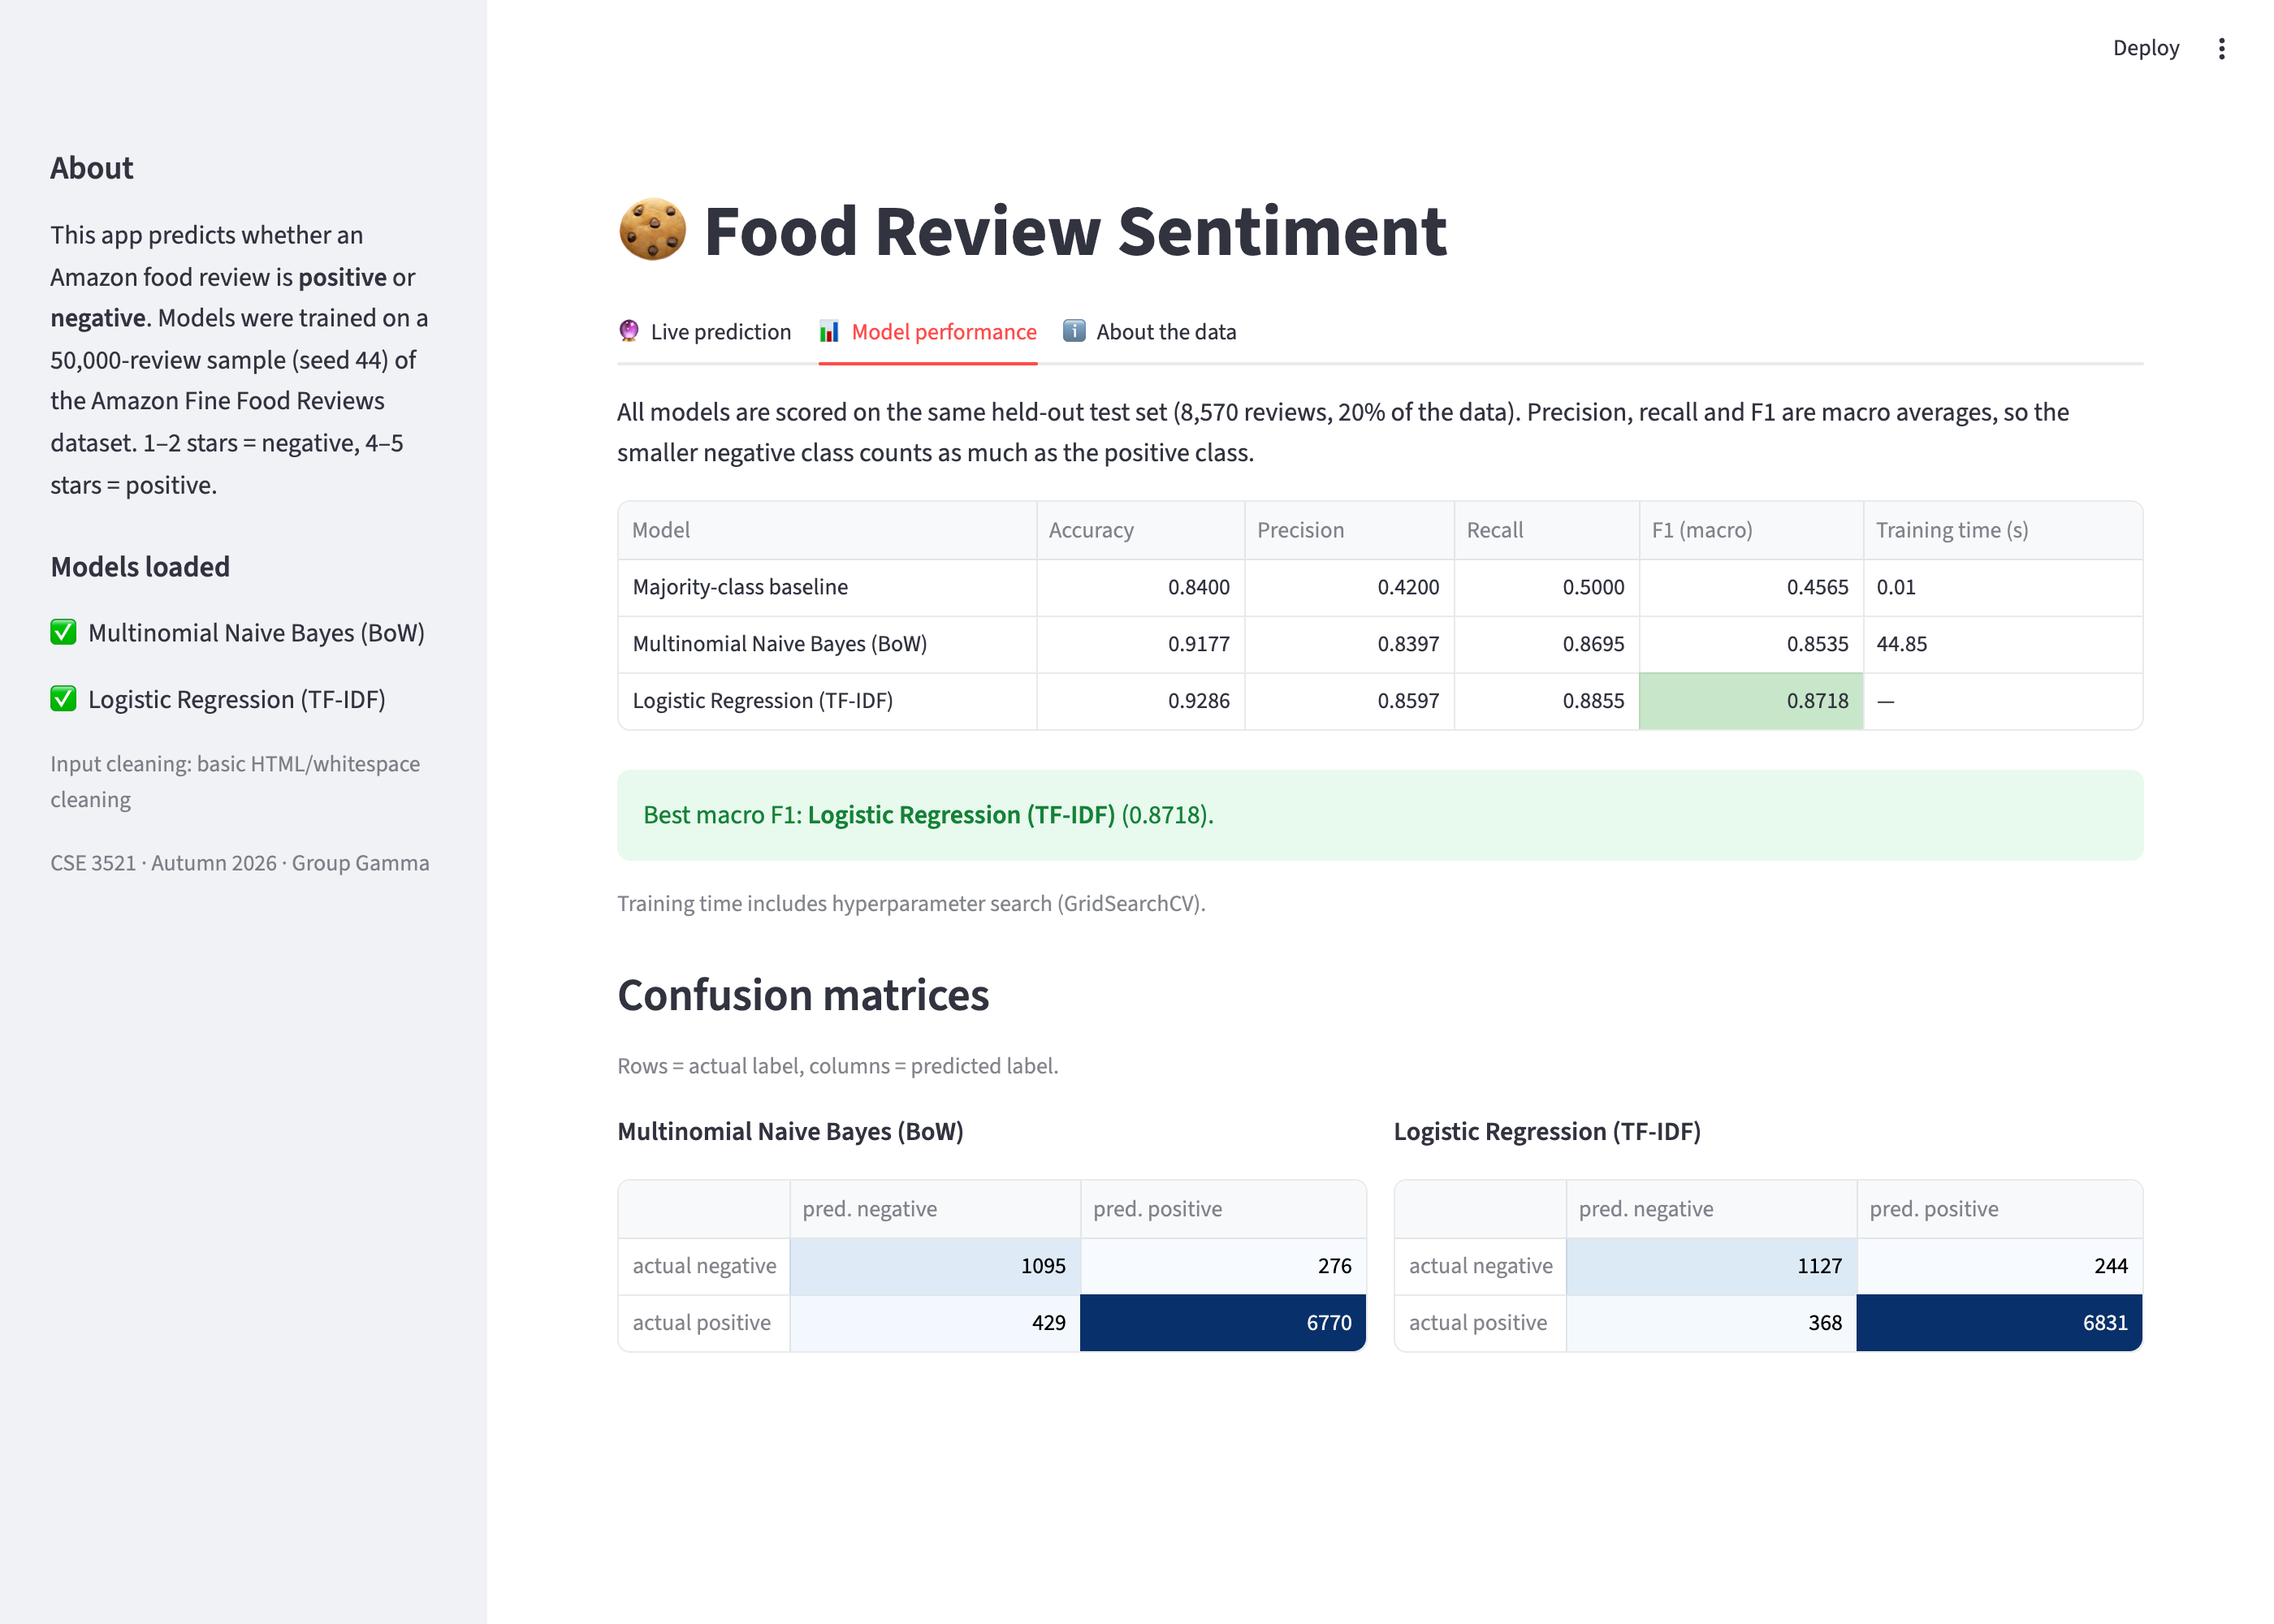 Deploy
About
This app predicts whether an
Amazon food review is positive or
negative. Models were trained on a
50,000-review sample (seed 44) of
the Amazon Fine Food Reviews
dataset. 1–2 stars = negative, 4–5
stars = positive.
Models loaded
Multinomial Naive Bayes (BoW)
Logistic Regression (TF-IDF)
Input cleaning: basic HTML/whitespace
cleaning
CSE 3521 · Autumn 2026 · Group Gamma
Food Review Sentiment
Live prediction Model performance About the data
All models are scored on the same held-out test set (8,570 reviews, 20% of the data). Precision, recall and F1 are macro averages, so the
smaller negative class counts as much as the positive class.
Model Accuracy Precision Recall F1 (macro) Training time (s)
Majority-class baseline 0.8400 0.4200 0.5000 0.4565 0.01
Multinomial Naive Bayes (BoW) 0.9177 0.8397 0.8695 0.8535 44.85
Logistic Regression (TF-IDF) 0.9286 0.8597 0.8855 0.8718 —
Best macro F1: Logistic Regression (TF-IDF) (0.8718).
Training time includes hyperparameter search (GridSearchCV).
Confusion matrices
Rows = actual label, columns = predicted label.
Multinomial Naive Bayes (BoW)
pred. negative pred. positive
actual negative 1095 276
actual positive 429 6770
Logistic Regression (TF-IDF)
pred. negative pred. positive
actual negative 1127 244
actual positive 368 6831